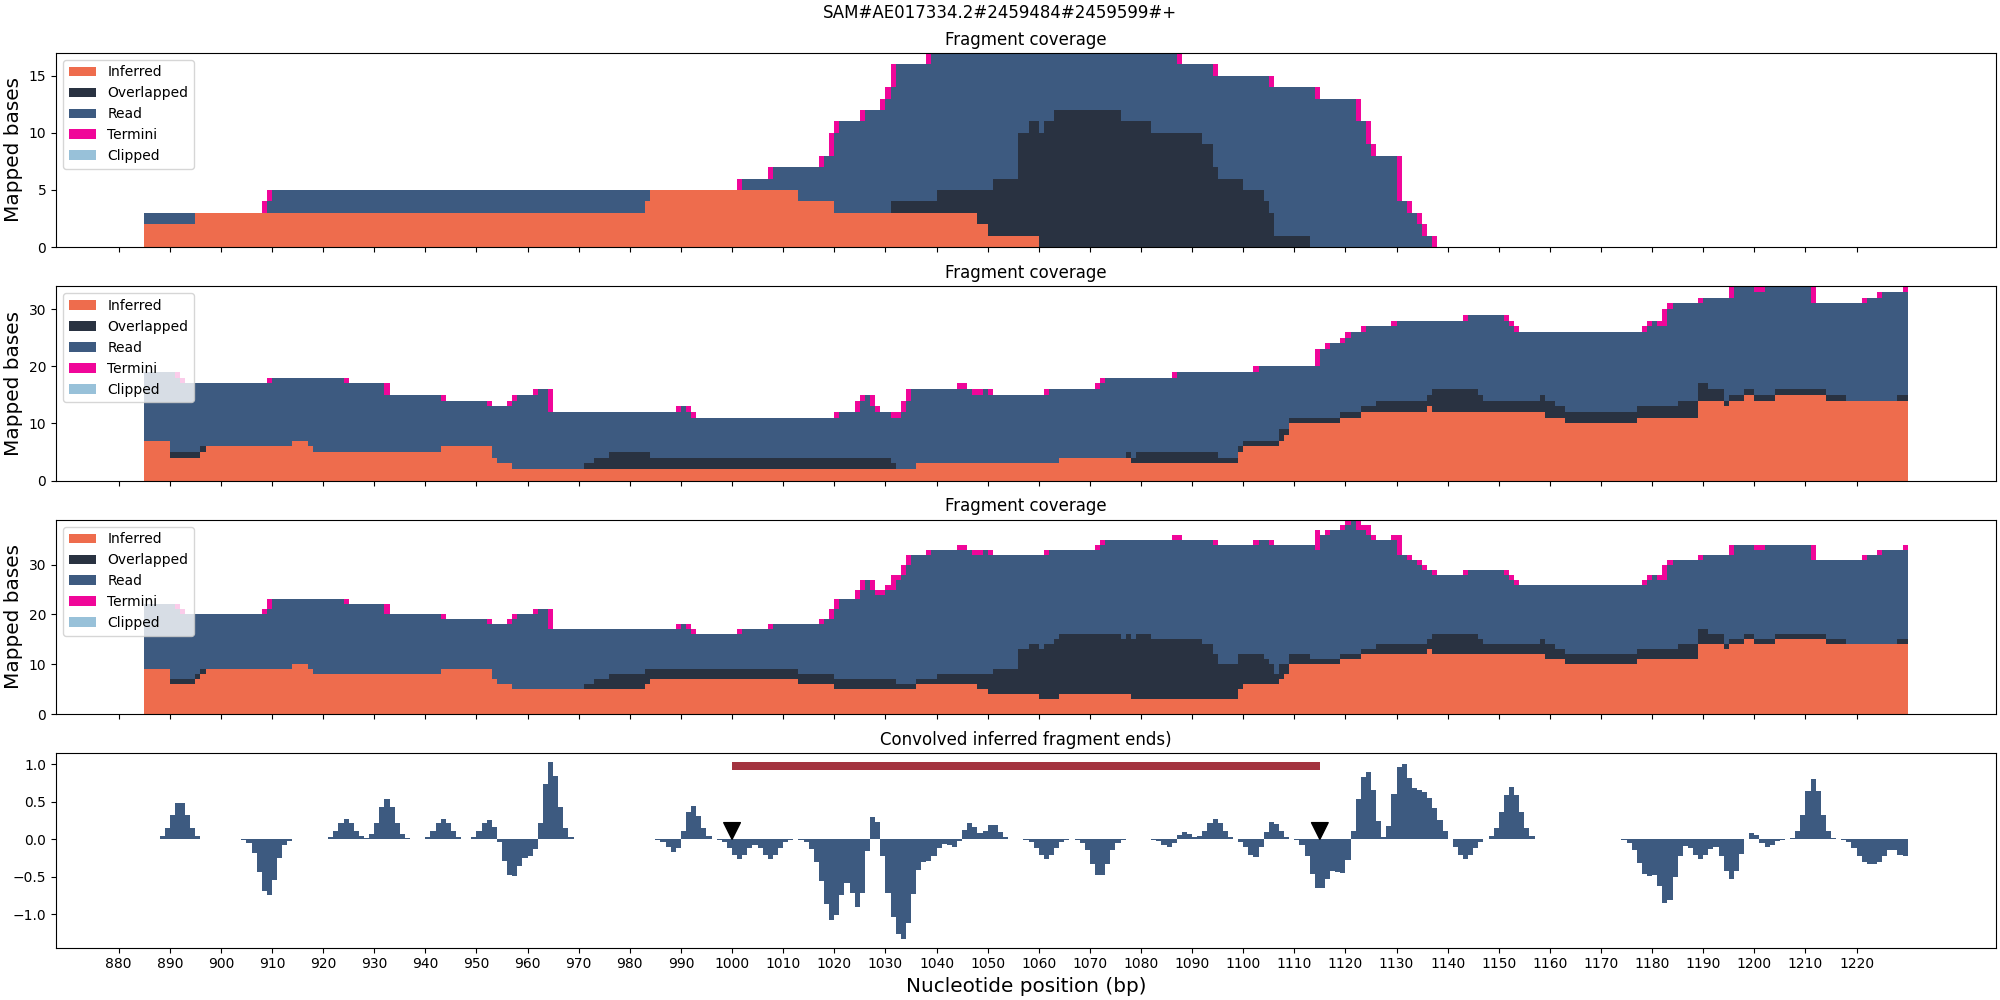 SAM#AE017334.2#2459484#2459599#+
Fragment coverage
Mapped bases
15
10
5
0
Inferred
Overlapped
Read
Termini
Clipped
Fragment coverage
Mapped bases
30
20
10
0
Inferred
Overlapped
Read
Termini
Clipped
Fragment coverage
Mapped bases
30
20
10
0
Inferred
Overlapped
Read
Termini
Clipped
Convolved inferred fragment ends)
1.0
0.5
0.0
−0.5
−1.0
880 890 900 910 920 930 940 950 960 970 980 990 1000 1010 1020 1030 1040 1050 1060 1070 1080 1090 1100 1110 1120 1130 1140 1150 1160 1170 1180 1190 1200 1210 1220
Nucleotide position (bp)